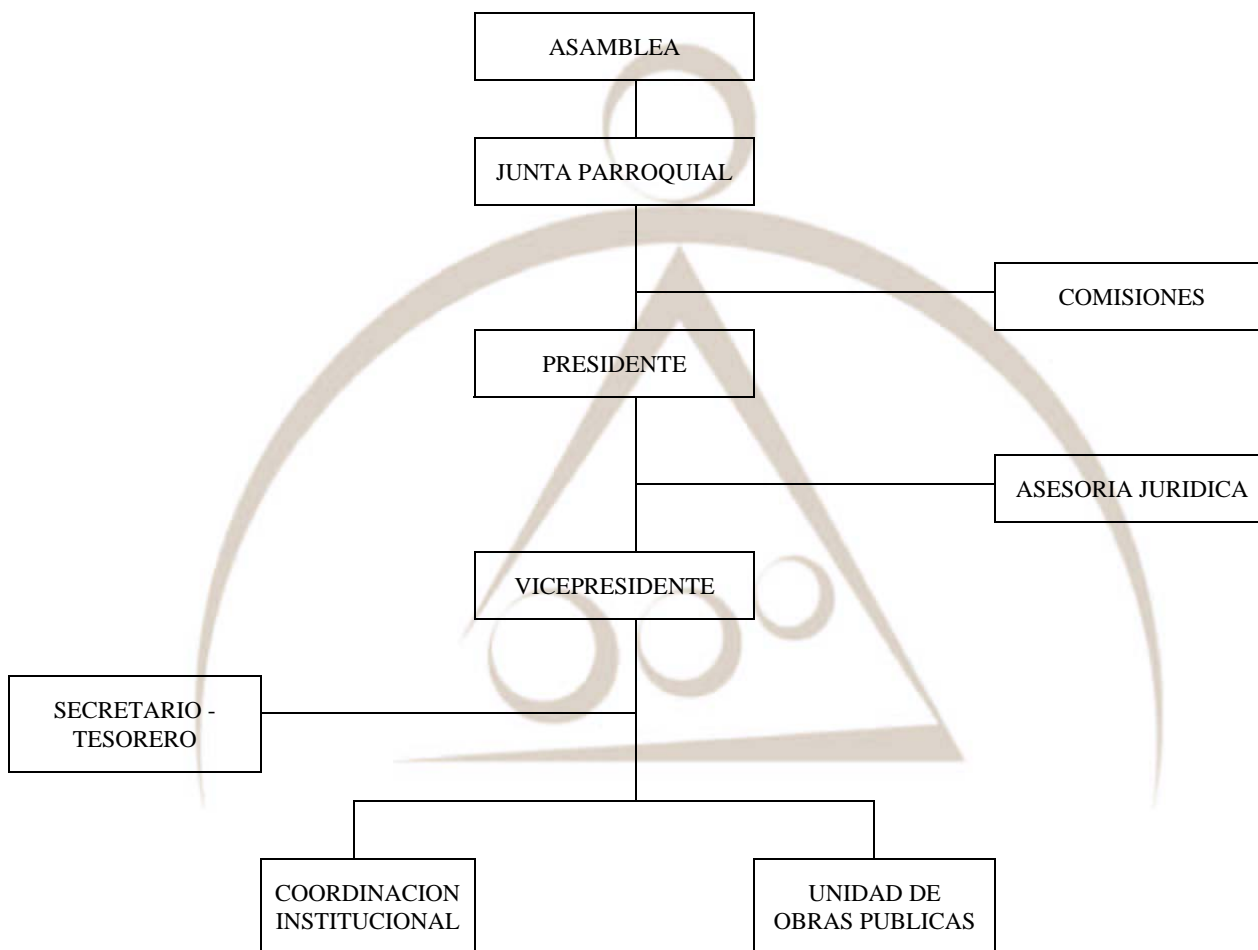 ASAMBLEA
JUNTA PARROQUIAL
COMISIONES
PRESIDENTE
ASESORIA JURIDICA
VICEPRESIDENTE
SECRETARIO -
TESORERO
COORDINACION
INSTITUCIONAL
UNIDAD DE
OBRAS PUBLICAS